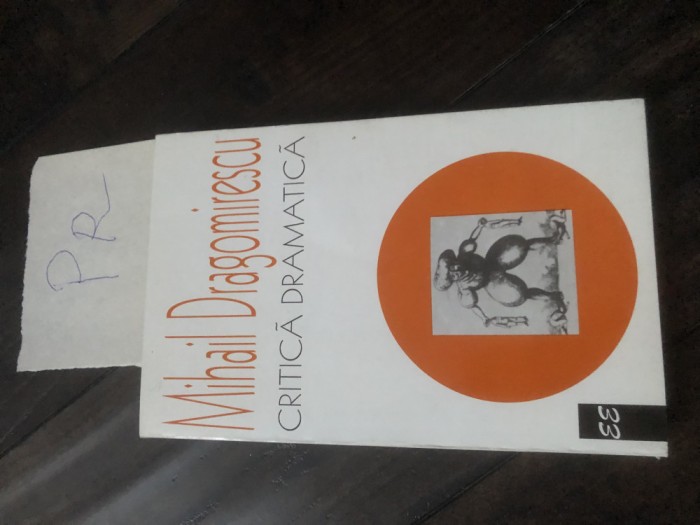 PR
Mihail Dragomirescu
CRITICĂ DRAMATICĂ
33